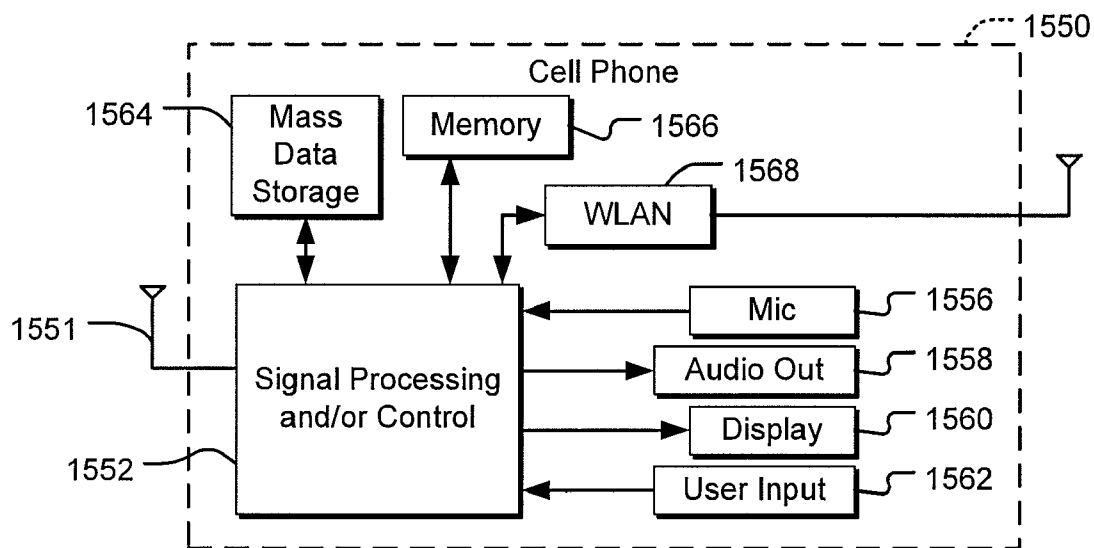 1550
Cell Phone
1564
Mass
Data
Storage
Memory
1566
1568
WLAN
1551
Mic
1556
Audio Out
1558
Signal Processing
and/or Control
Display
1560
1552
User Input
1562